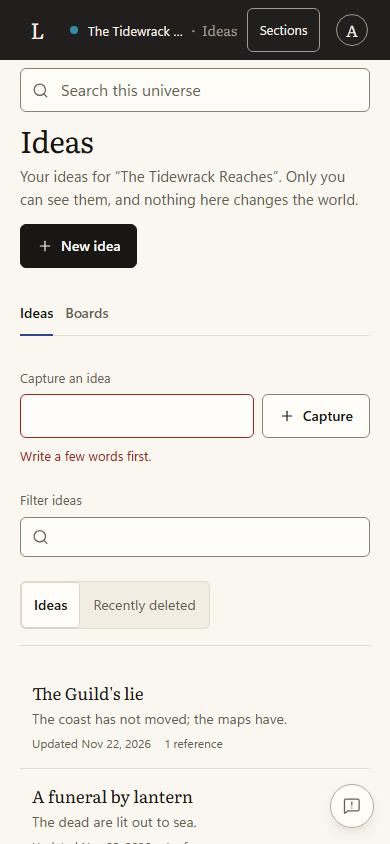 L The Tidewrack ... · Ideas Sections A
Search this universe
Ideas
Your ideas for “The Tidewrack Reaches”. Only you
can see them, and nothing here changes the world.
+ New idea
Ideas Boards
Capture an idea
+ Capture
Write a few words first.
Filter ideas
Ideas Recently deleted
The Guild's lie
The coast has not moved; the maps have.
Updated Nov 22, 2026 1 reference
A funeral by lantern
The dead are lit out to sea.